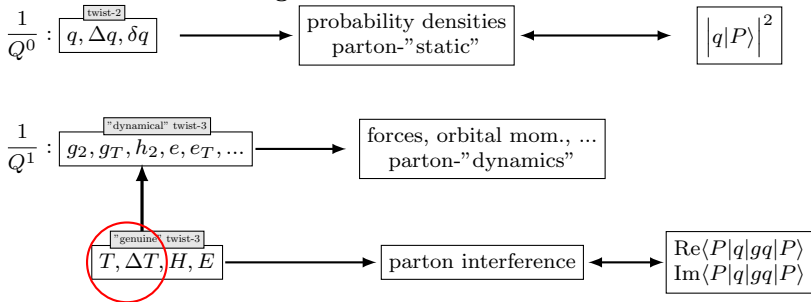 twist-2
1/Q^0 : q, Δq, δq
probability densities
parton-"static"
|q|P⟩|^2
"dynamical" twist-3
1/Q^1 : g_2, g_T, h_2, e, e_T, ...
forces, orbital mom., ...
parton-"dynamics"
"genuine" twist-3
T, ΔT, H, E
parton interference
Re⟨P|q|gq|P⟩
Im⟨P|q|gq|P⟩